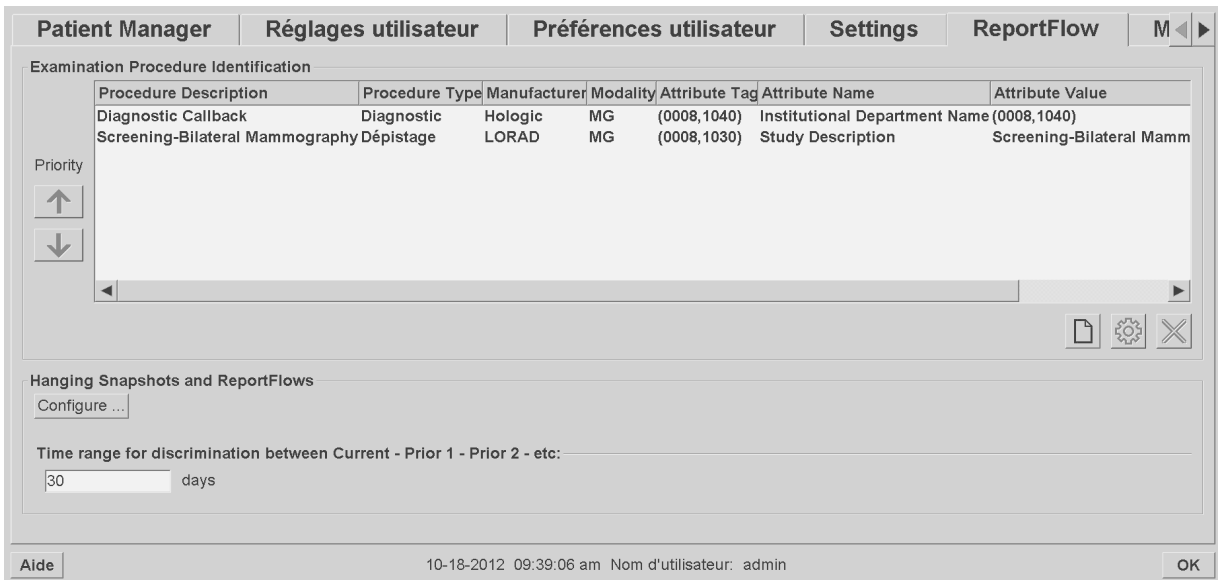 Patient Manager Réglages utilisateur Préférences utilisateur Settings ReportFlow M
Examination Procedure Identification
Procedure Description Procedure Type Manufacturer Modality Attribute Tag Attribute Name Attribute Value
Diagnostic Callback Diagnostic Hologic MG (0008,1040) Institutional Department Name (0008,1040)
Screening-Bilateral Mammography Dépistage LORAD MG (0008,1030) Study Description Screening-Bilateral Mamm
Priority
Hanging Snapshots and ReportFlows
Configure ...
Time range for discrimination between Current - Prior 1 - Prior 2 - etc:
30 days
Aide 10-18-2012 09:39:06 am Nom d'utilisateur: admin OK